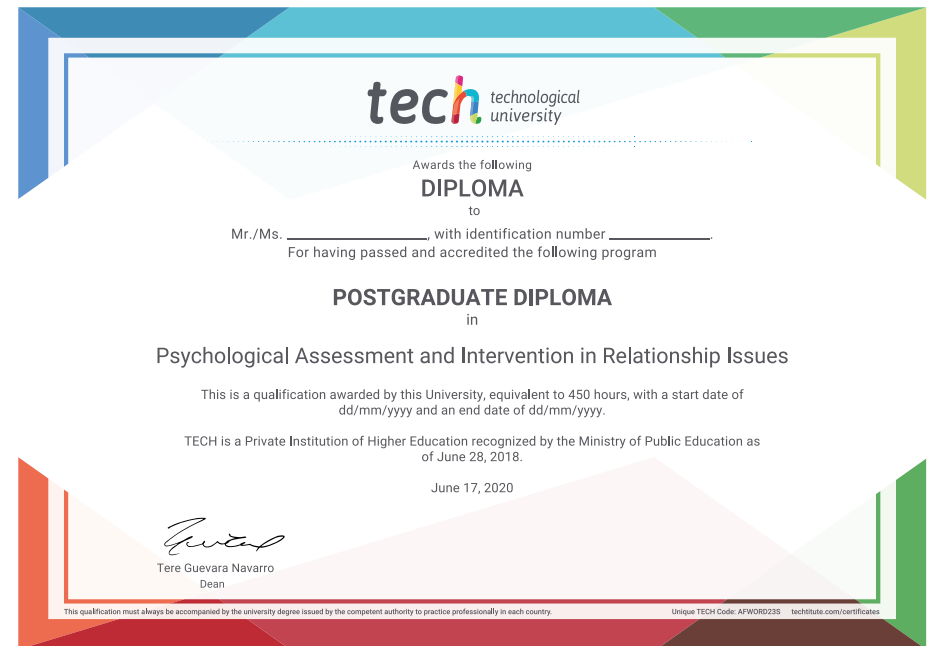 tech technological
university
Awards the following
DIPLOMA
to
Mr./Ms. ____________________, with identification number ______________.
For having passed and accredited the following program
POSTGRADUATE DIPLOMA
in
Psychological Assessment and Intervention in Relationship Issues
This is a qualification awarded by this University, equivalent to 450 hours, with a start date of
dd/mm/yyyy and an end date of dd/mm/yyyy.
TECH is a Private Institution of Higher Education recognized by the Ministry of Public Education as
of June 28, 2018.
June 17, 2020
Tere Guevara Navarro
Dean
This qualification must always be accompanied by the university degree issued by the competent authority to practice professionally in each country.
Unique TECH Code: AFWORD23S techtitute.com/certificates